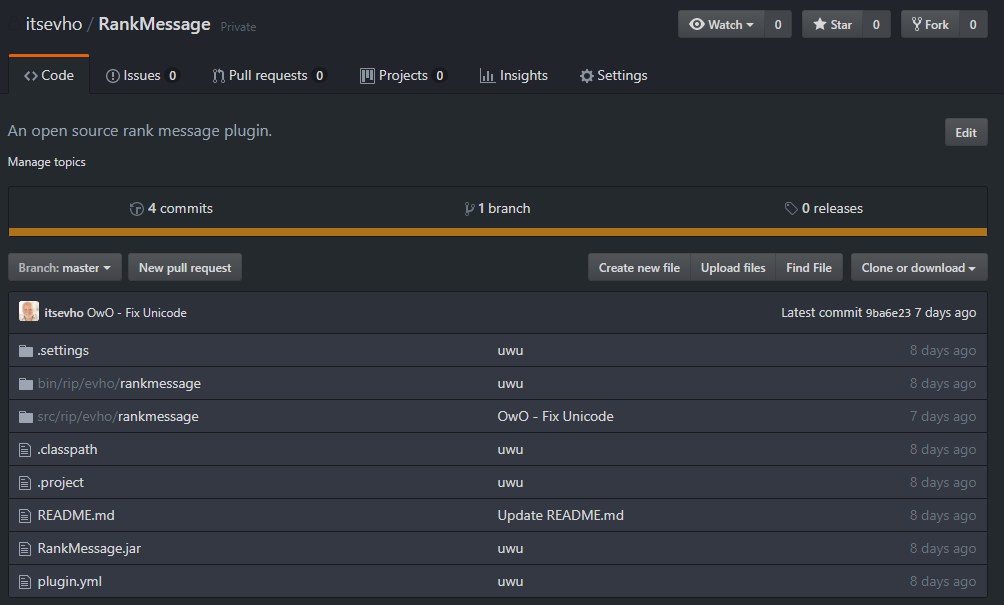 itsevho / RankMessage Private
Watch 0 Star 0 Fork 0
Code Issues 0 Pull requests 0 Projects 0 Insights Settings
An open source rank message plugin.
Edit
Manage topics
4 commits 1 branch 0 releases
Branch: master New pull request Create new file Upload files Find File Clone or download
itsevho OwO - Fix Unicode Latest commit 9ba6e23 7 days ago
.settings uwu 8 days ago
bin/rip/evho/rankmessage uwu 8 days ago
src/rip/evho/rankmessage OwO - Fix Unicode 7 days ago
.classpath uwu 8 days ago
.project uwu 8 days ago
README.md Update README.md 8 days ago
RankMessage.jar uwu 8 days ago
plugin.yml uwu 8 days ago